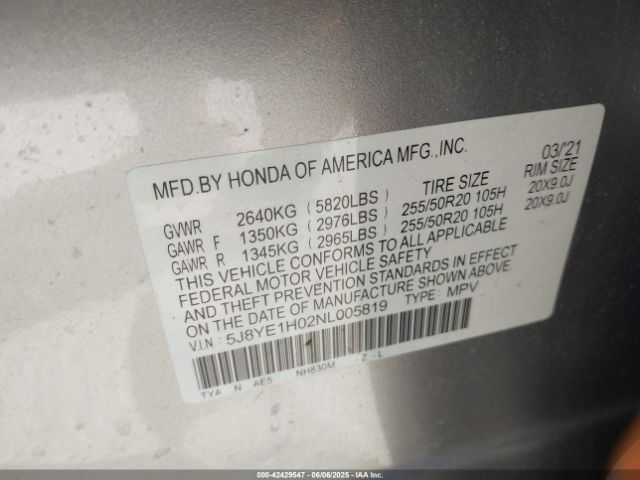 MFD.BY HONDA OF AMERICA MFG.,INC. 03/'21
GVWR 2640KG ( 5820LBS ) TIRE SIZE RIM SIZE
GAWR F 1350KG ( 2976LBS ) 255/50R20 105H 20X9.0J
GAWR R 1345KG ( 2965LBS ) 255/50R20 105H 20X9.0J
THIS VEHICLE CONFORMS TO ALL APPLICABLE
FEDERAL MOTOR VEHICLE SAFETY
AND THEFT PREVENTION STANDARDS IN EFFECT
ON THE DATE OF MANUFACTURE SHOWN ABOVE.
V.I.N.: 5J8YE1H02NL005819 TYPE: MPV
TYA N AE5 NH830M Z - L
000-42429547 - 06/06/2025 - IAA Inc.